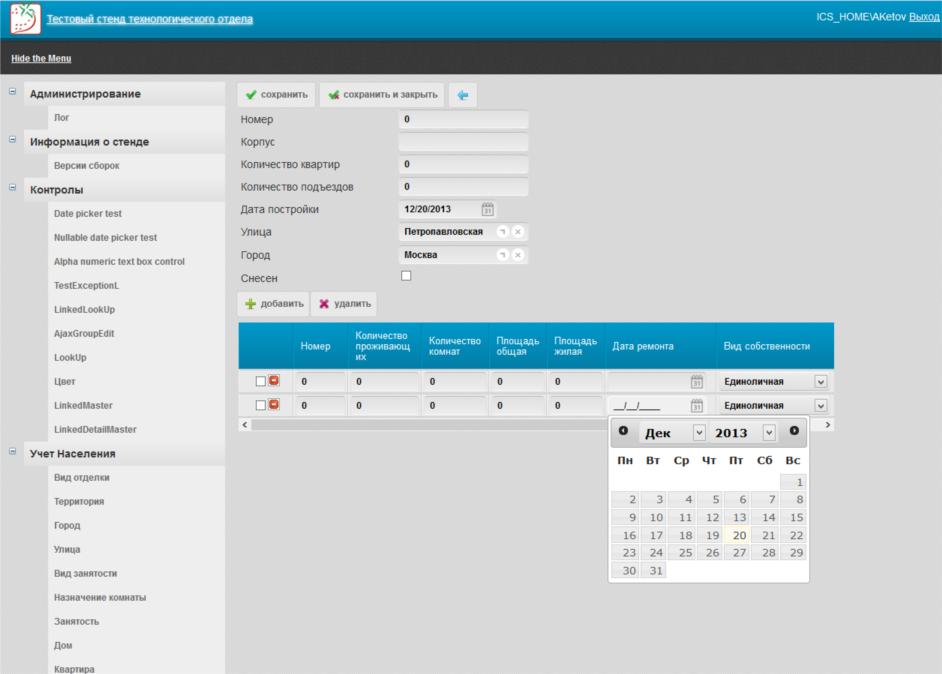 Тестовый стенд технологического отдела
ICS_HOME\AKetov Выход
Hide the Menu
Администрирование
Лог
Информация о стенде
Версии сборок
Контролы
Date picker test
Nullable date picker test
Alpha numeric text box control
TestExceptionL
LinkedLookUp
AjaxGroupEdit
LookUp
Цвет
LinkedMaster
LinkedDetailMaster
Учет Населения
Вид отделки
Территория
Город
Улица
Вид занятости
Назначение комнаты
Занятость
Дом
Квартира
сохранить сохранить и закрыть
Номер 0
Корпус
Количество квартир 0
Количество подъездов 0
Дата постройки 12/20/2013 31
Улица Петропавловская
Город Москва
Снесен
добавить удалить
Номер
Количество
проживающ
их
Количество
комнат
Площадь
общая
Площадь
жилая
Дата ремонта
Вид собственности
0 0 0 0 0 31 Единоличная
0 0 0 0 0 __/__/____ 31 Единоличная
Дек 2013
Пн Вт Ср Чт Пт Сб Вс
1
2 3 4 5 6 7 8
9 10 11 12 13 14 15
16 17 18 19 20 21 22
23 24 25 26 27 28 29
30 31